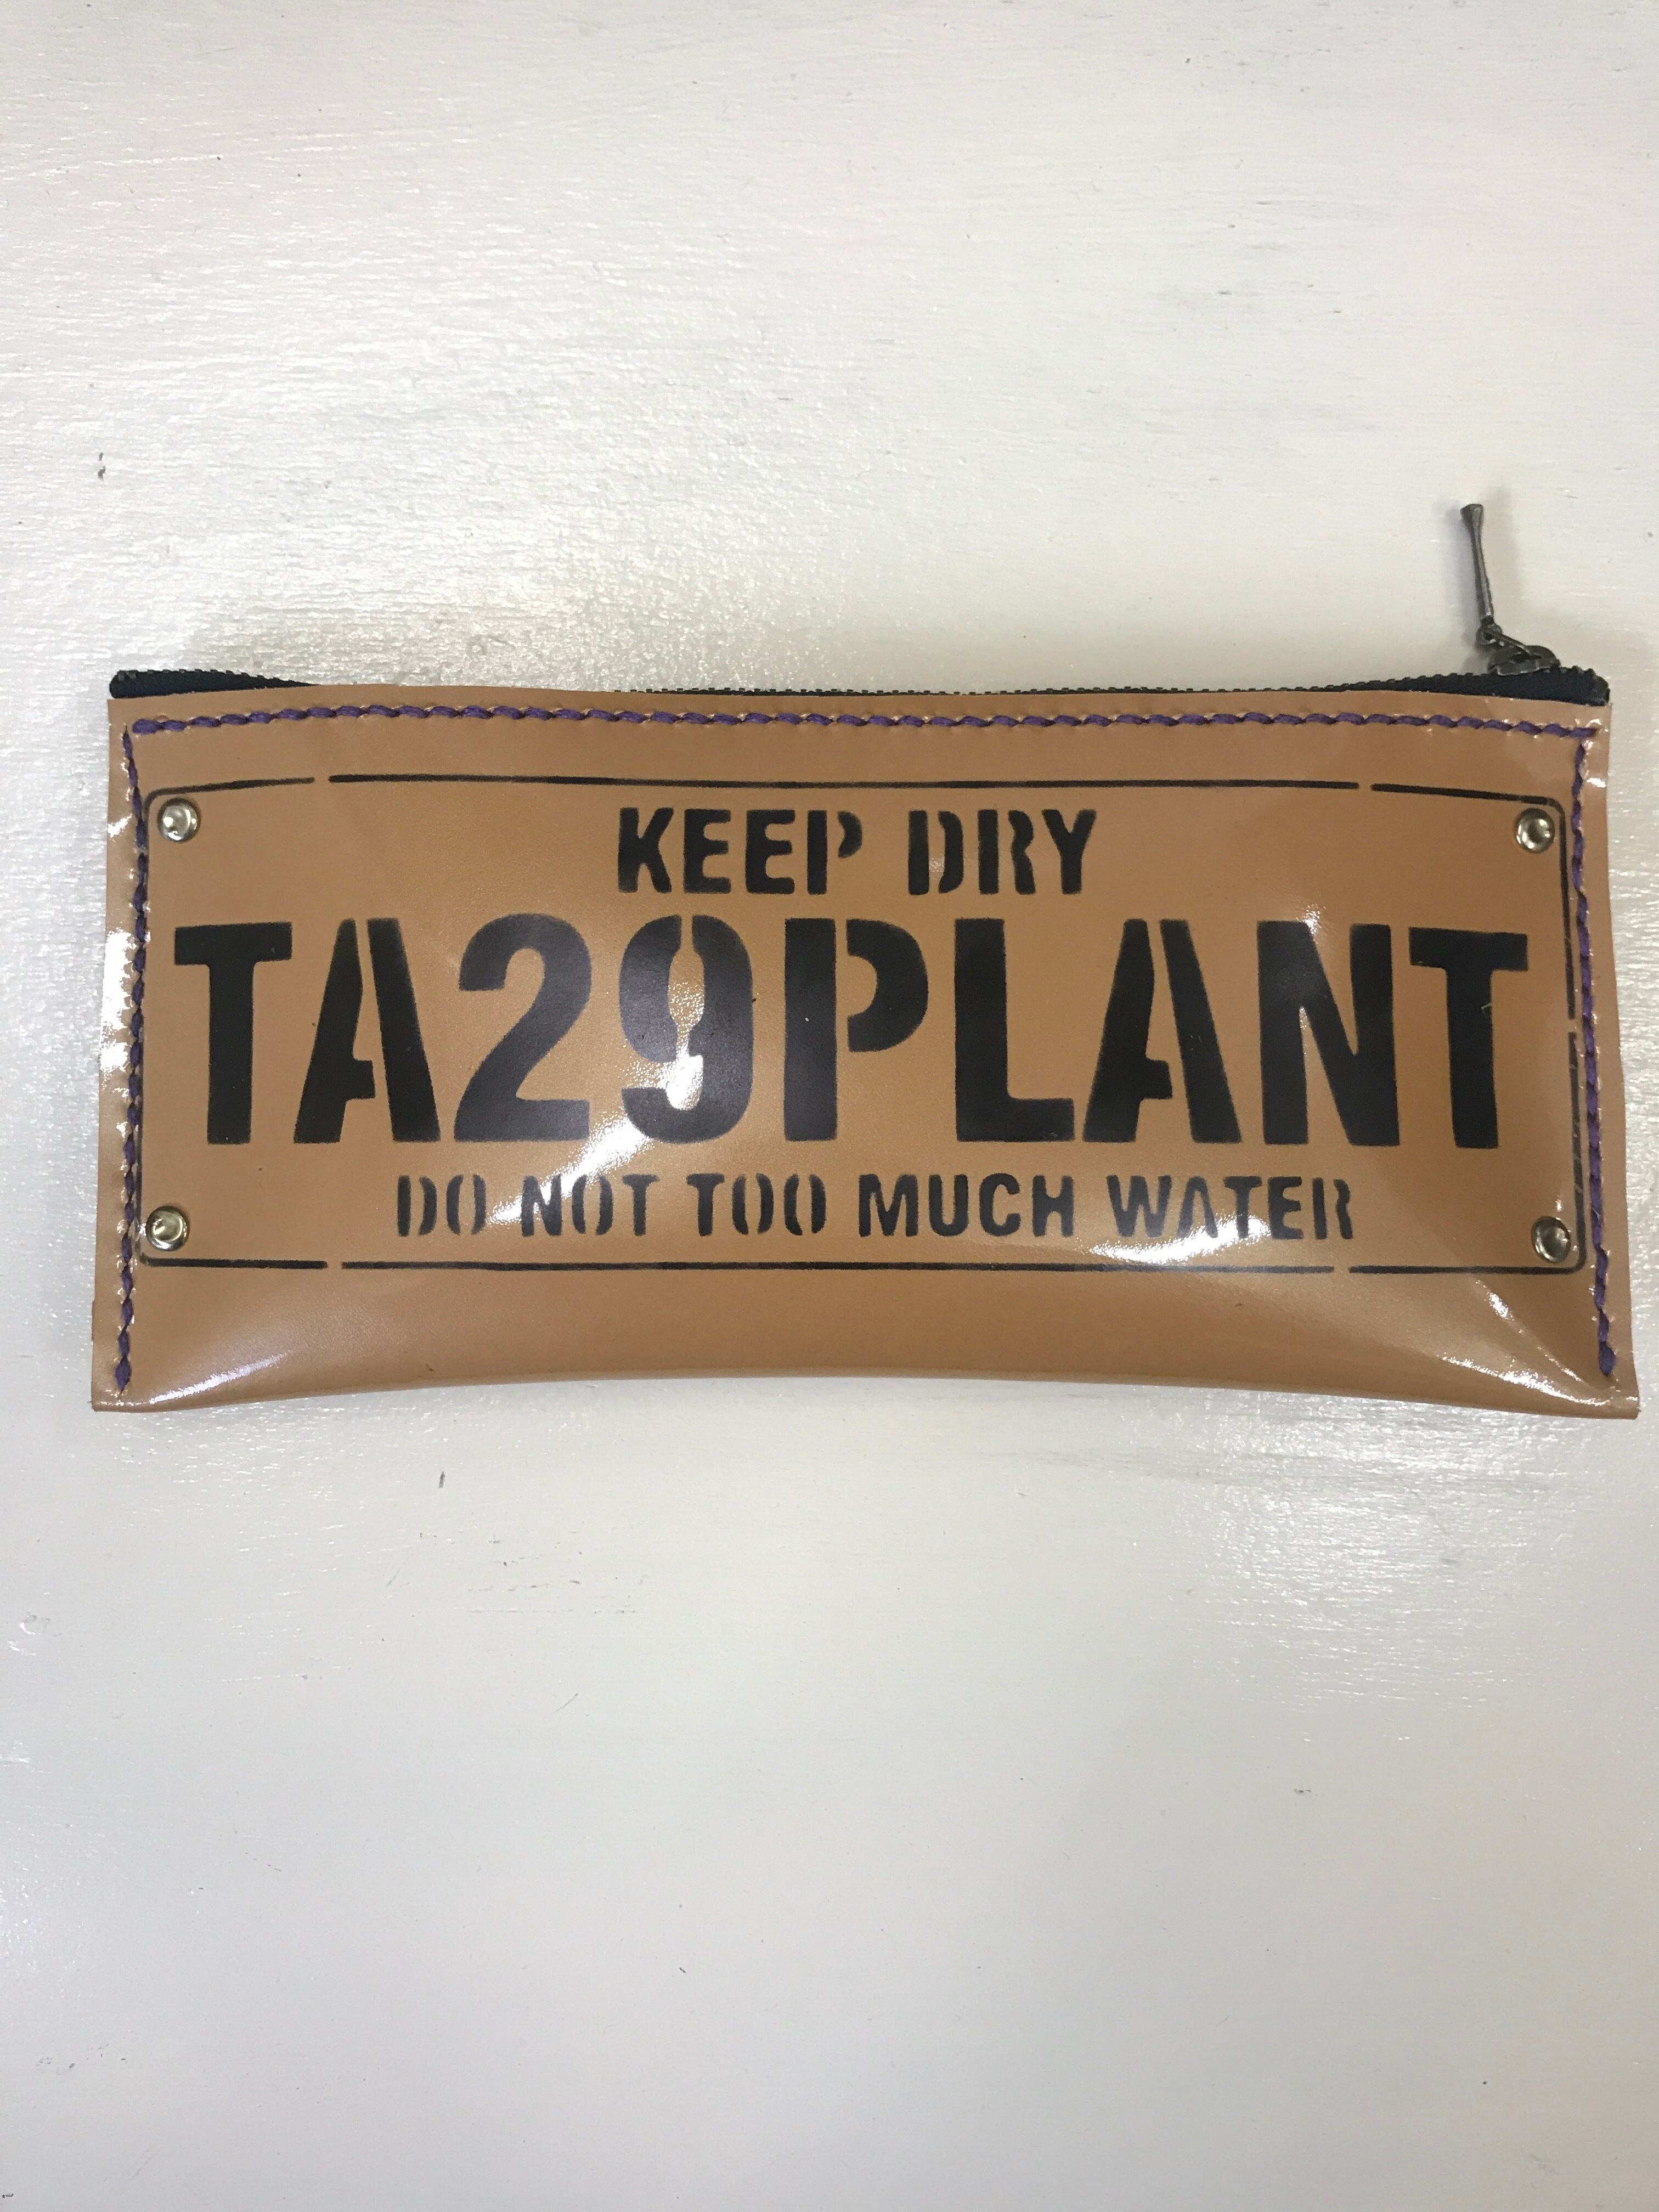 KEEP DRY
TA29PLANT
DO NOT TOO MUCH WATER